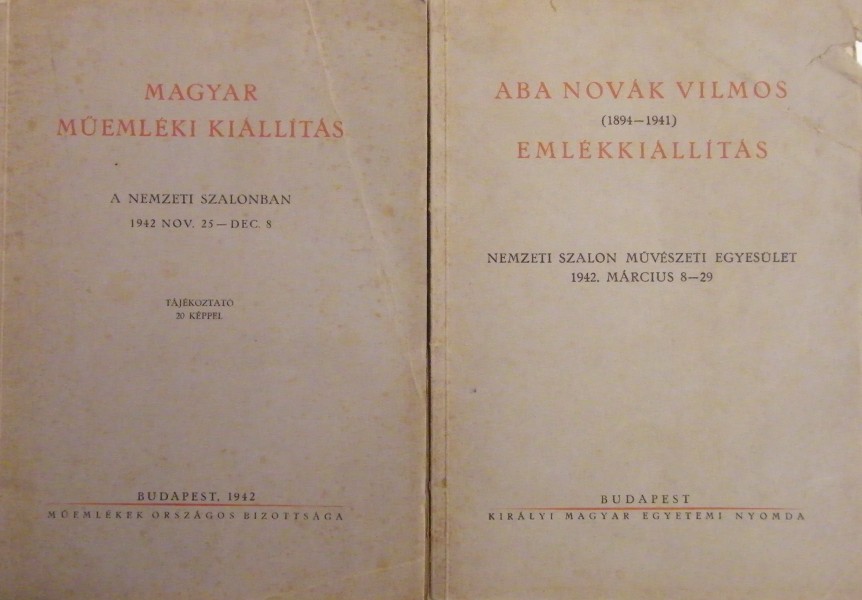 MAGYAR
MŰEMLÉKI KIÁLLÍTÁS
A NEMZETI SZALONBAN
1942 NOV. 25 — DEC. 8
TÁJÉKOZTATÓ
20 KÉPPEL
BUDAPEST, 1942
MŰEMLÉKEK ORSZÁGOS BIZOTTSÁGA
ABA NOVÁK VILMOS
(1894—1941)
EMLÉKKIÁLLÍTÁS
NEMZETI SZALON MŰVÉSZETI EGYESÜLET
1942. MÁRCIUS 8—29
BUDAPEST
KIRÁLYI MAGYAR EGYETEMI NYOMDA